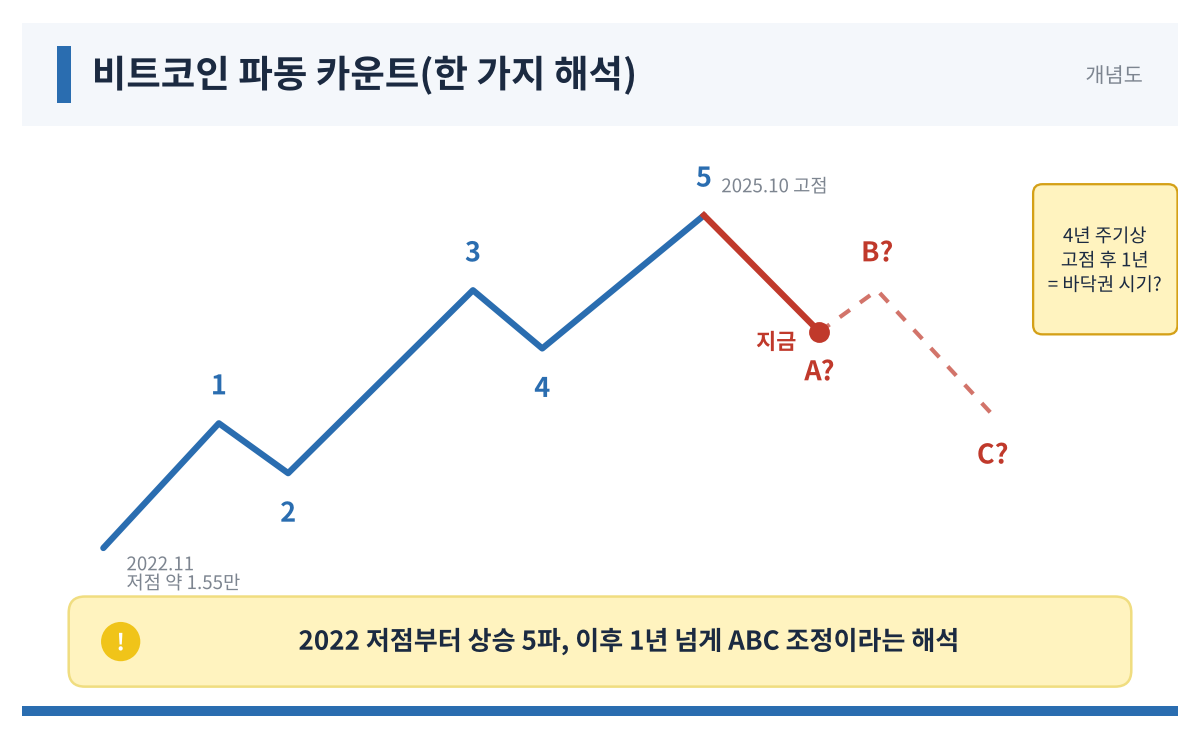 비트코인 파동 카운트(한 가지 해석)
개념도
5
2025.10 고점
4년 주기상
고점 후 1년
= 바닥권 시기?
3
B?
지금
A?
1
4
C?
2
2022.11
저점 약 1.55만
!
2022 저점부터 상승 5파, 이후 1년 넘게 ABC 조정이라는 해석